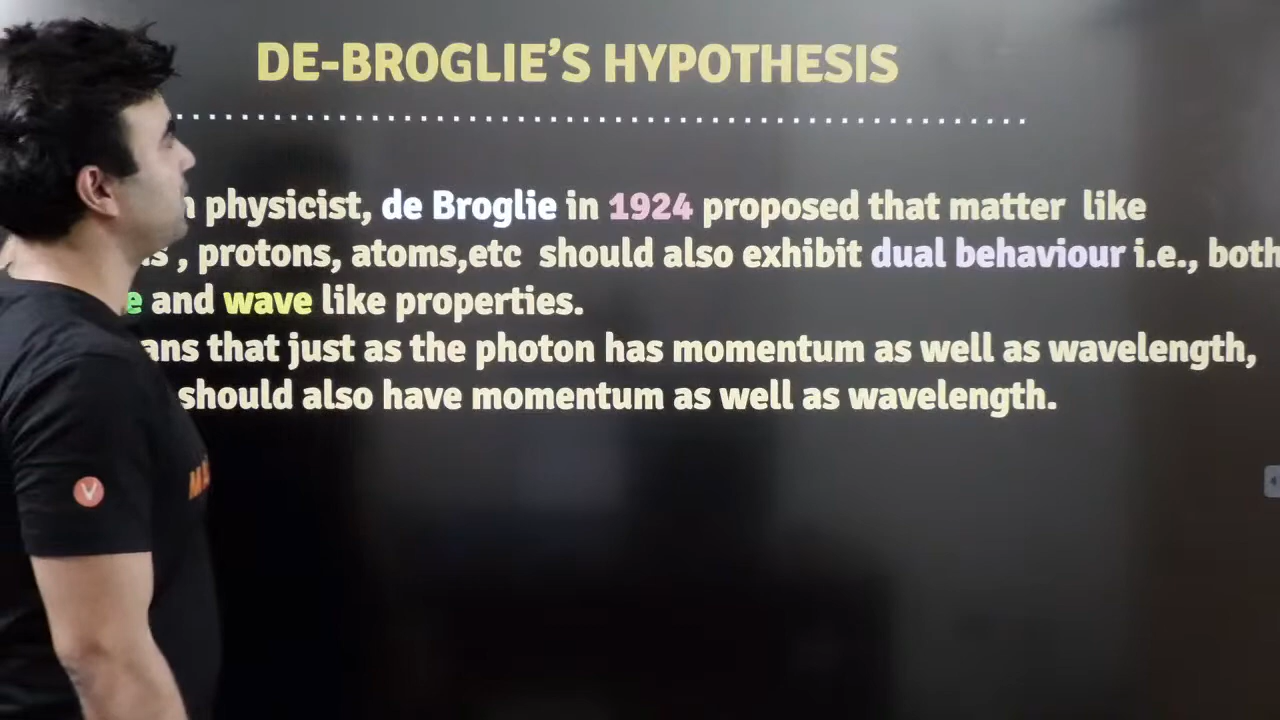 DE-BROGLIE'S HYPOTHESIS
physicist, de Broglie in 1924 proposed that matter like
, protons, atoms,etc should also exhibit dual behaviour i.e., both
and wave like properties.
that just as the photon has momentum as well as wavelength,
should also have momentum as well as wavelength.
V